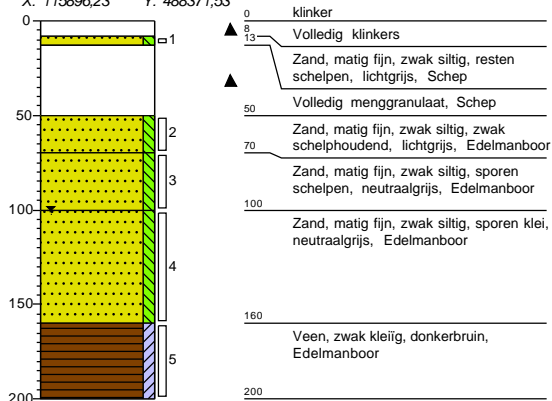 X: 115896,23 Y: 488371,53
0
50
100
150
200
1
2
3
4
5
0
klinker
8
Volledig klinkers
13
Zand, matig fijn, zwak siltig, resten
schelpen, lichtgrijs, Schep
Volledig menggranulaat, Schep
50
Zand, matig fijn, zwak siltig, zwak
schelphoudend, lichtgrijs, Edelmanboor
70
Zand, matig fijn, zwak siltig, sporen
schelpen, neutraalgrijs, Edelmanboor
100
Zand, matig fijn, zwak siltig, sporen klei,
neutraalgrijs, Edelmanboor
160
Veen, zwak kleiïg, donkerbruin,
Edelmanboor
200